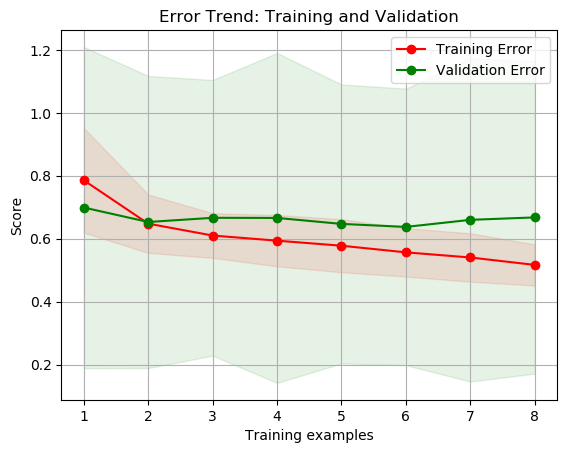 Error Trend: Training and Validation
Training Error
Validation Error
Score
1.2
1.0
0.8
0.6
0.4
0.2
1 2 3 4 5 6 7 8
Training examples